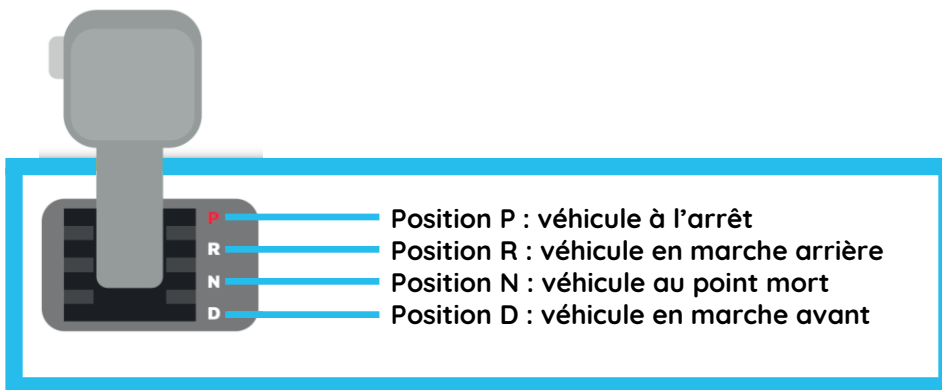 P Position P : véhicule à l’arrêt
R Position R : véhicule en marche arrière
N Position N : véhicule au point mort
D Position D : véhicule en marche avant